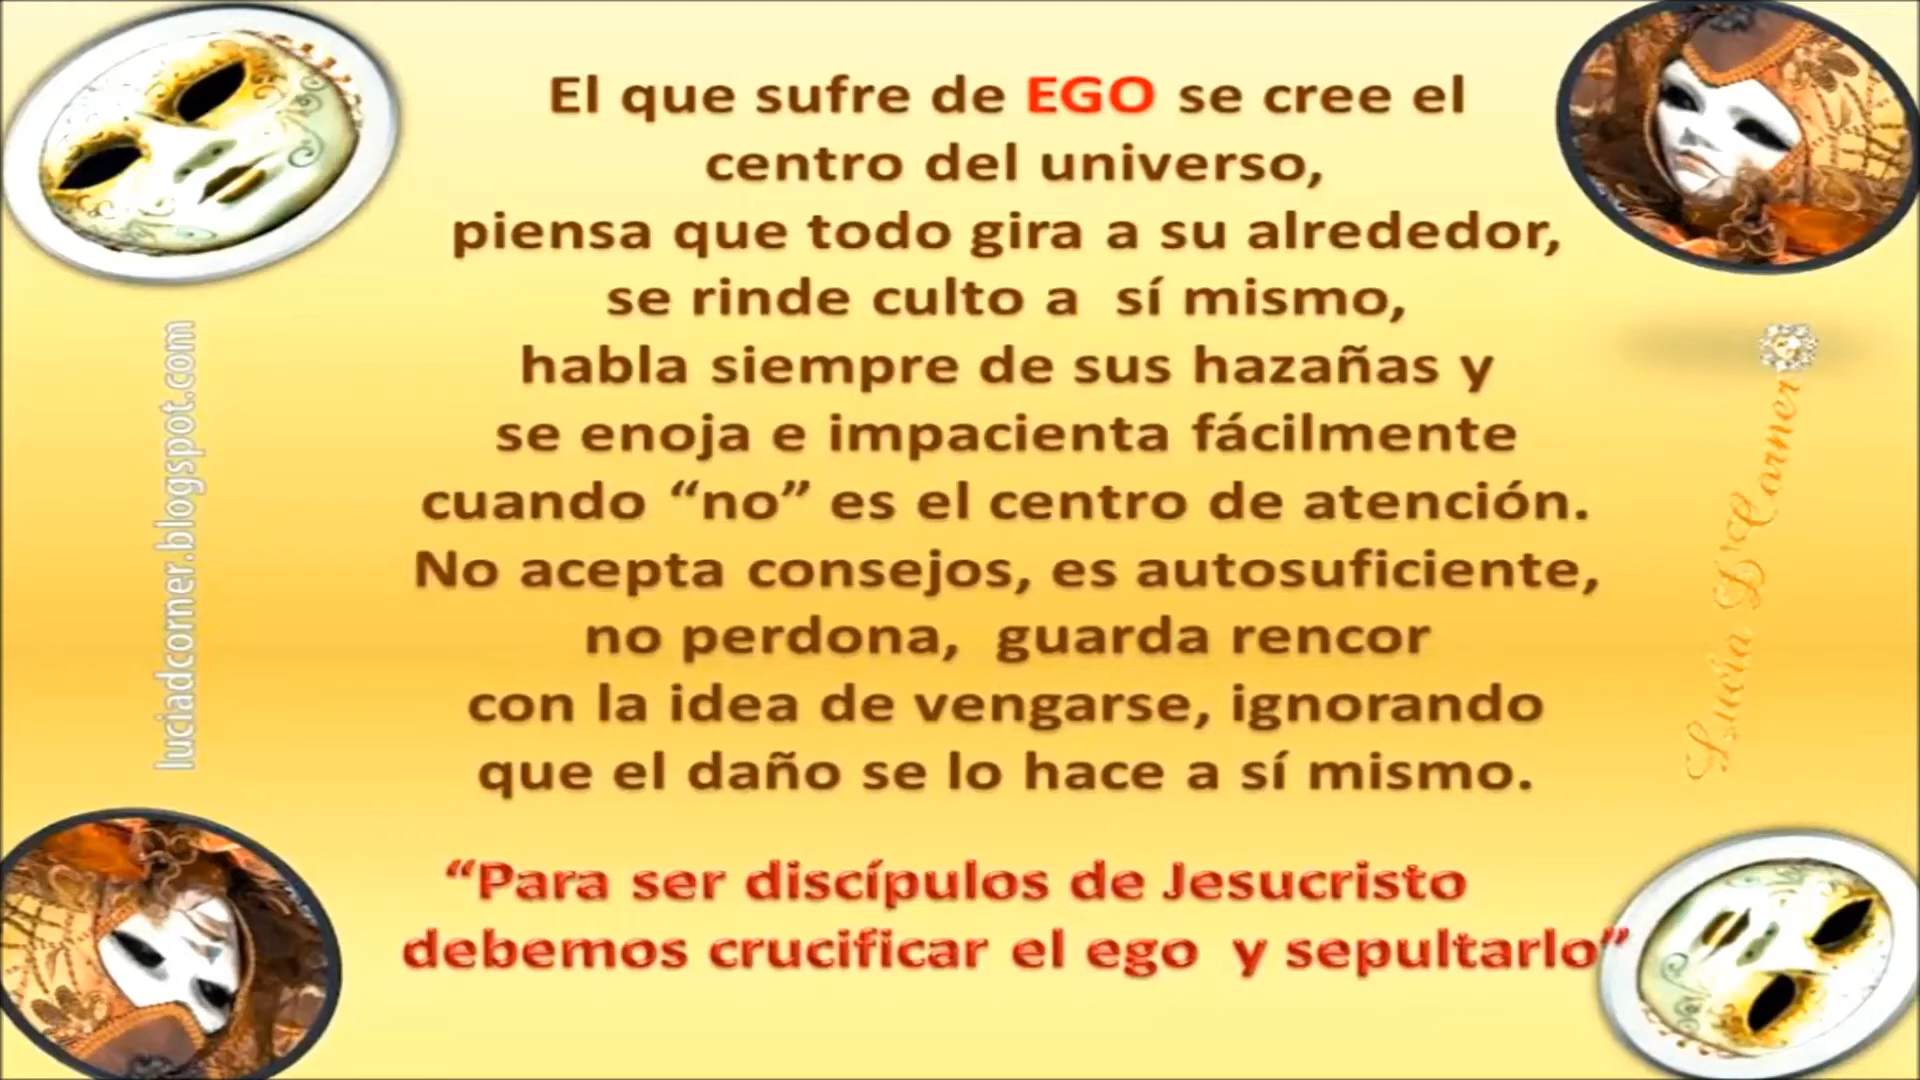 El que sufre de EGO se cree el
centro del universo,
piensa que todo gira a su alrededor,
se rinde culto a sí mismo,
habla siempre de sus hazañas y
se enoja e impacienta fácilmente
cuando “no” es el centro de atención.
No acepta consejos, es autosuficiente,
no perdona, guarda rencor
con la idea de vengarse, ignorando
que el daño se lo hace a sí mismo.
“Para ser discípulos de Jesucristo
debemos crucificar el ego y sepultarlo”
luciadcorner.blogspot.com
Lucía D'Corner